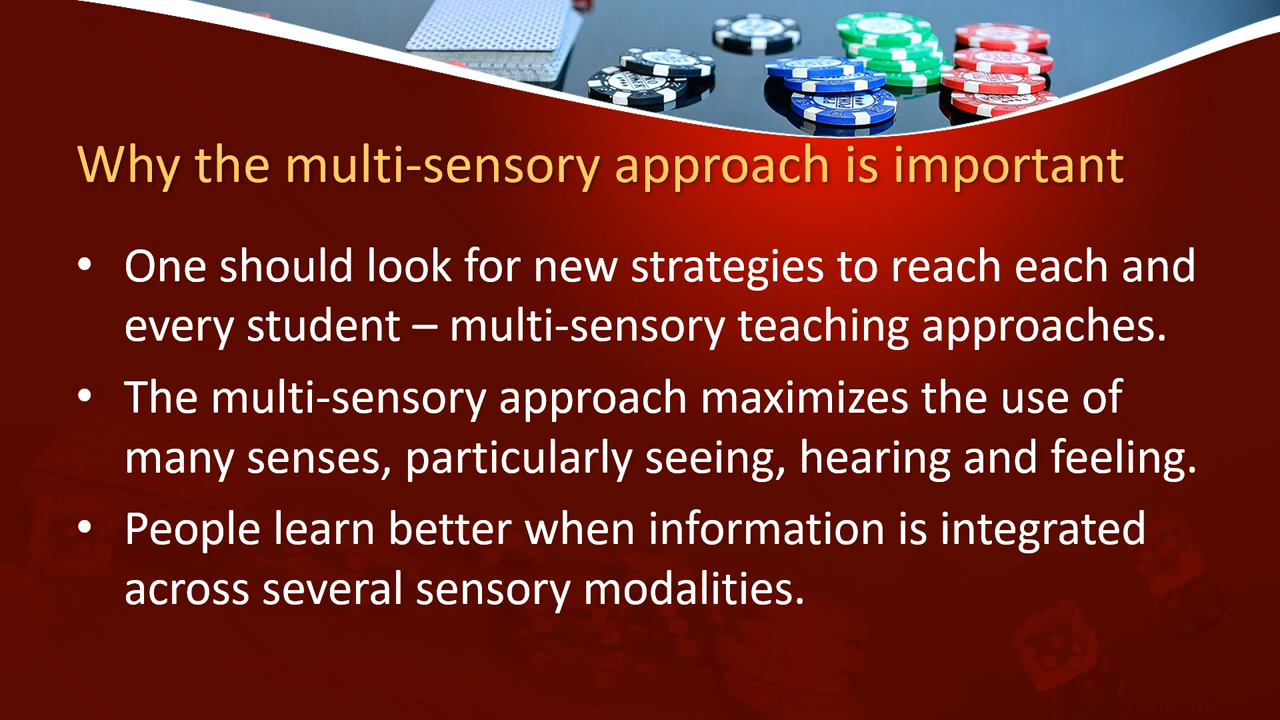 Why the multi-sensory approach is important
• One should look for new strategies to reach each and
every student – multi-sensory teaching approaches.
• The multi-sensory approach maximizes the use of
many senses, particularly seeing, hearing and feeling.
• People learn better when information is integrated
across several sensory modalities.